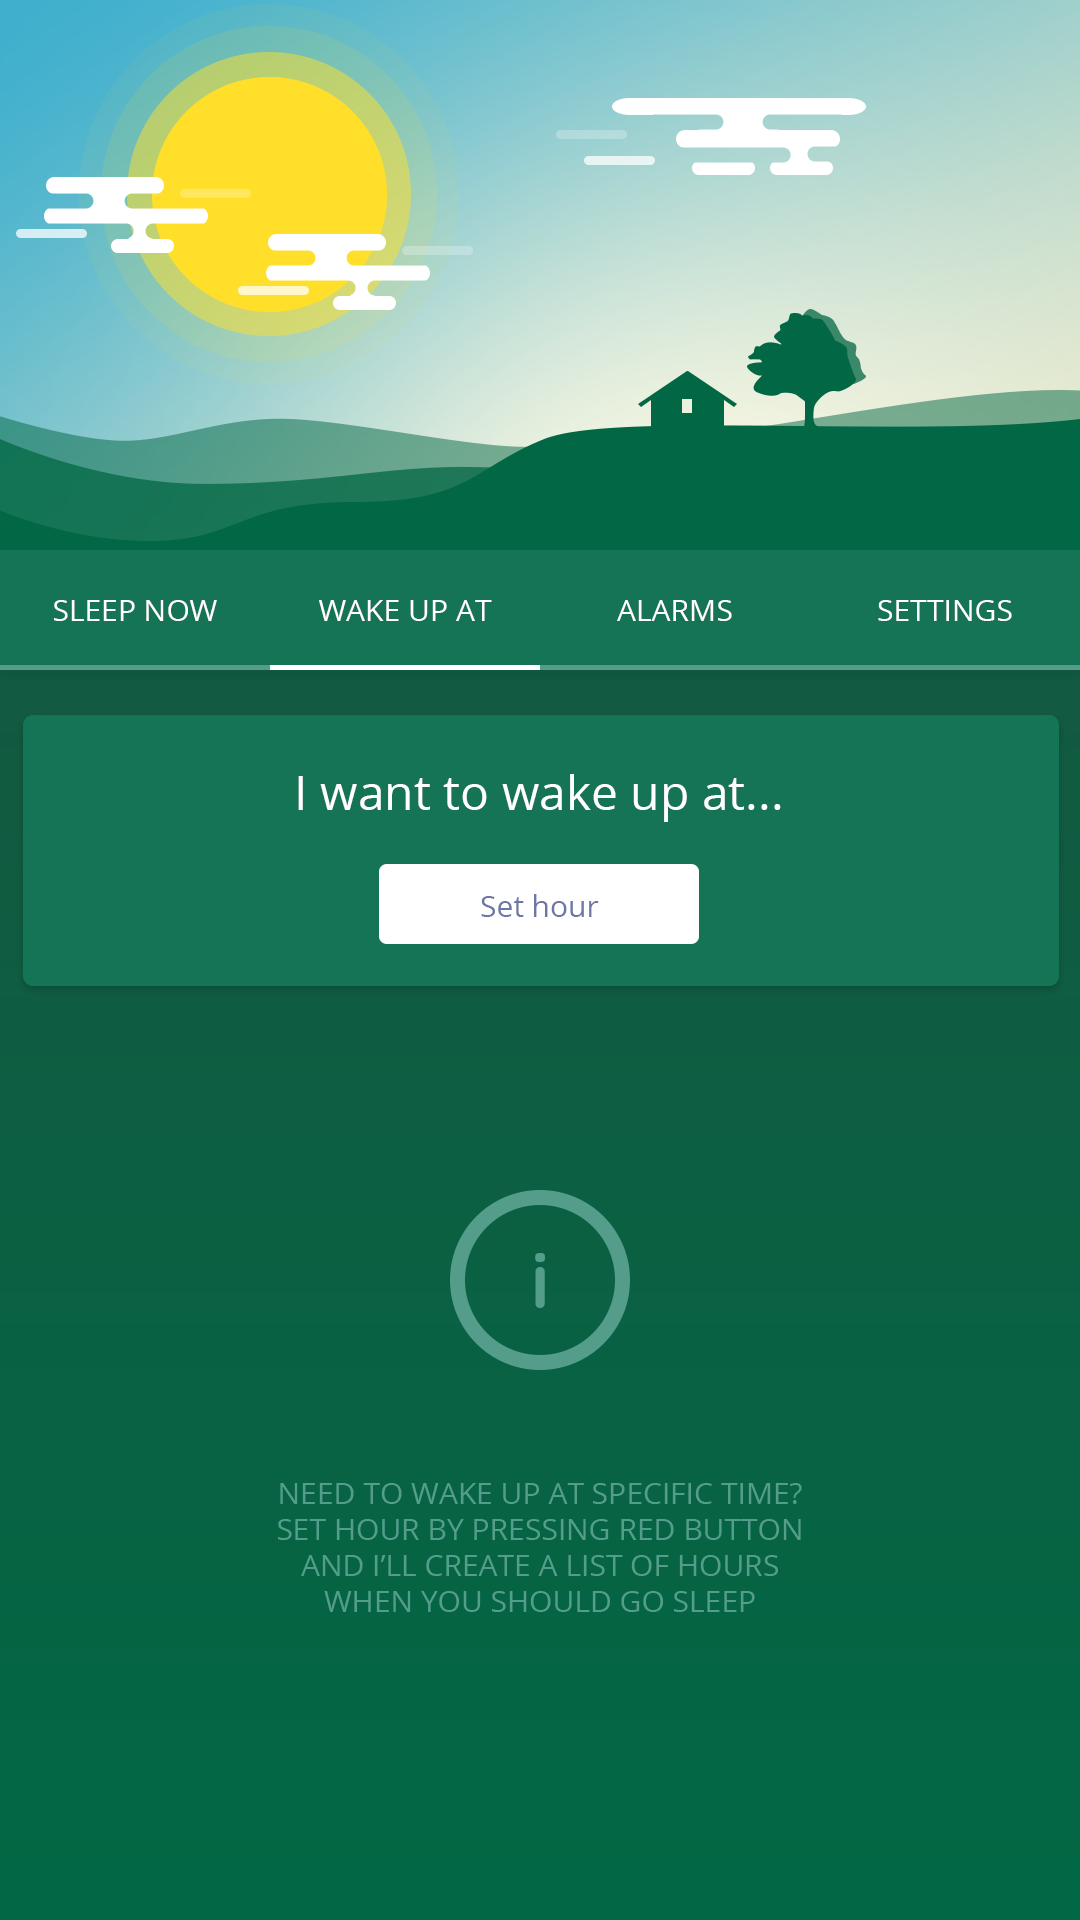 SLEEP NOW WAKE UP AT ALARMS SETTINGS
I want to wake up at...
Set hour
i
NEED TO WAKE UP AT SPECIFIC TIME?
SET HOUR BY PRESSING RED BUTTON
AND I’LL CREATE A LIST OF HOURS
WHEN YOU SHOULD GO SLEEP